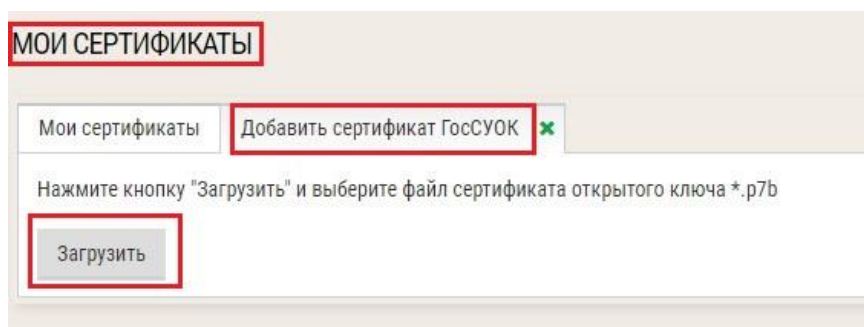 МОИ СЕРТИФИКАТЫ
Мои сертификаты Добавить сертификат ГосСУОК ×
Нажмите кнопку "Загрузить" и выберите файл сертификата открытого ключа *.p7b
Загрузить